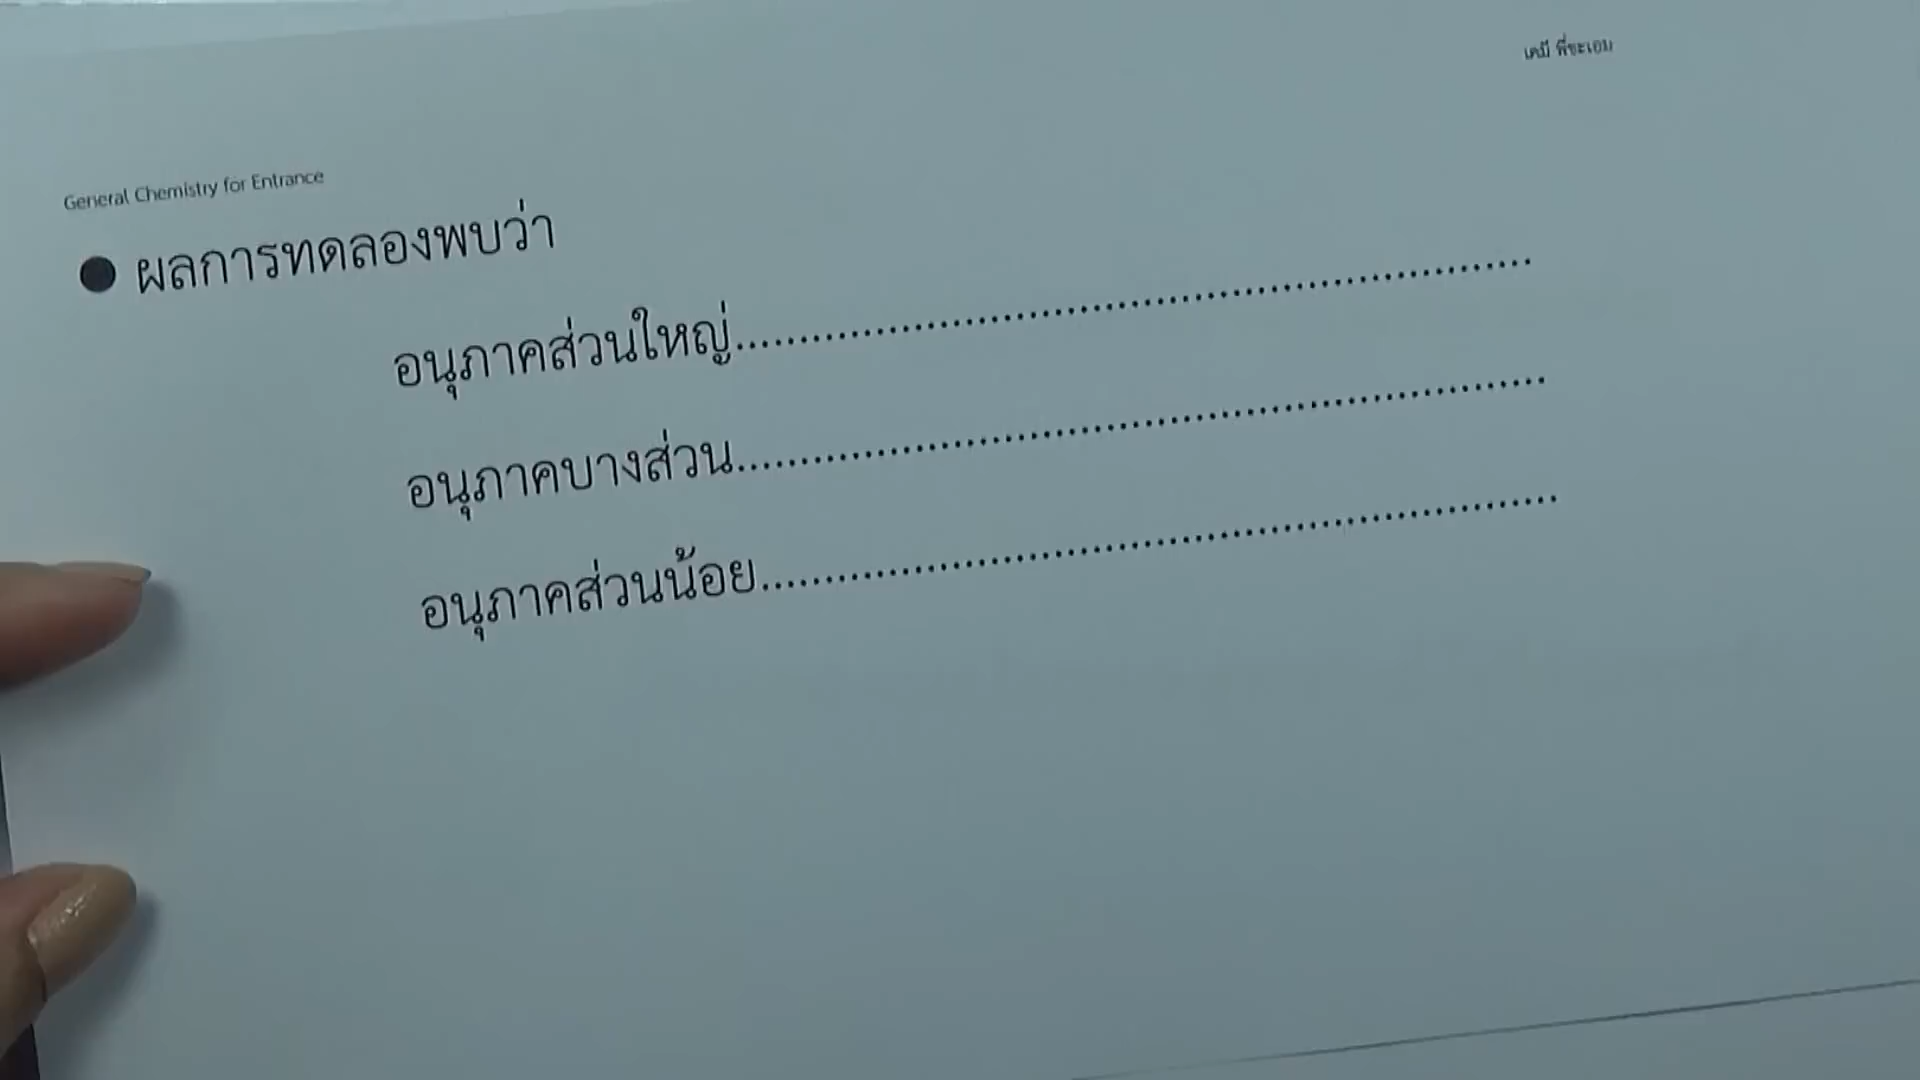 เคมี พี่ชะเอม
General Chemistry for Entrance
● ผลการทดลองพบว่า
อนุภาคส่วนใหญ่..............................................................
อนุภาคบางส่วน...............................................................
อนุภาคส่วนน้อย..............................................................